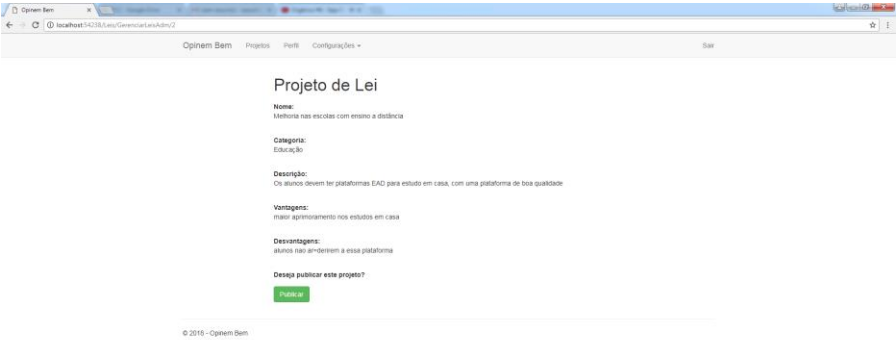 Opinem Bem
localhost:54238/Leis/GerenciarLeisAdm/2
Opinem Bem Projetos Perfil Configurações Sair
Projeto de Lei
Nome:
Melhoria nas escolas com ensino a distância
Categoria:
Educação
Descrição:
Os alunos devem ter plataformas EAD para estudo em casa, com uma plataforma de boa qualidade
Vantagens:
maior aprimoramento nos estudos em casa
Desvantagens:
alunos nao ar=derirem a essa plataforma
Deseja publicar este projeto?
Publicar
© 2016 - Opinem Bem